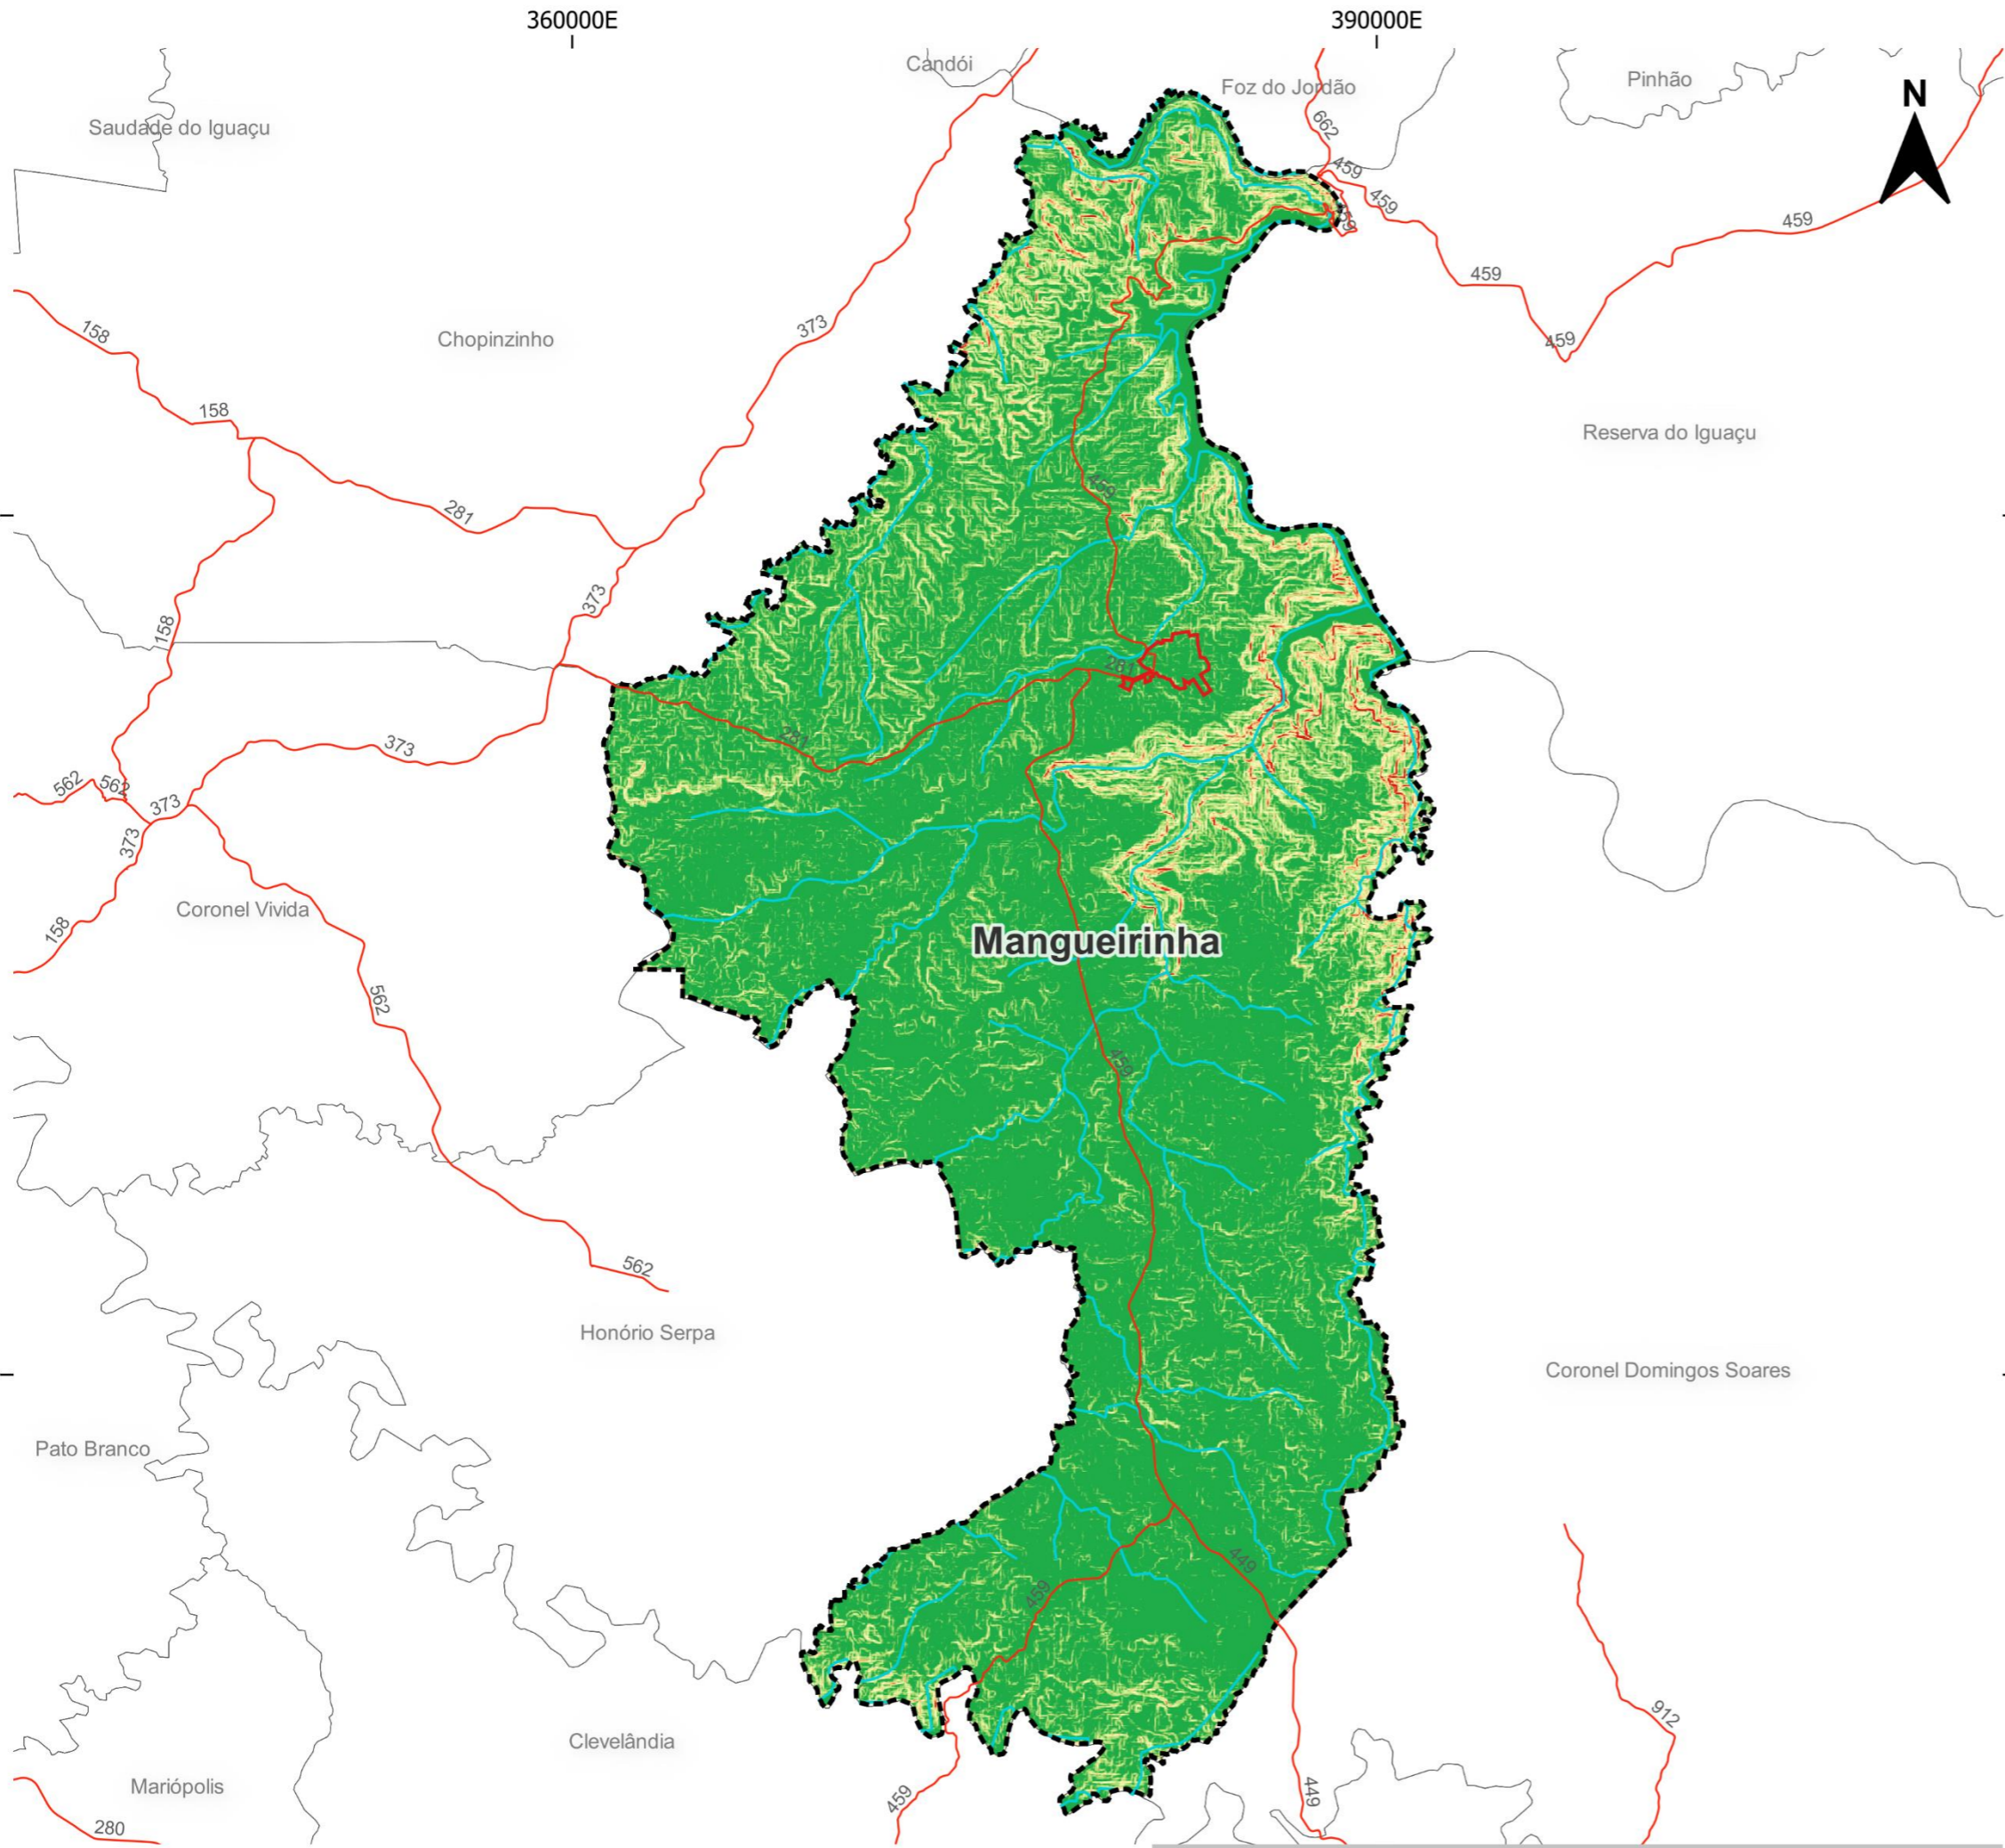 360000E
390000E
Candói
Foz do Jordão
Pinhão
N
Saudade do Iguaçu
662
459
459
459
459
459
158
Chopinzinho
373
459
158
Reserva do Iguaçu
281
459
373
158
281
281
373
562
562
373
373
Coronel Vivida
158
Mangueirinha
562
459
562
Honório Serpa
Coronel Domingos Soares
Pato Branco
449
459
912
Clevelândia
Mariópolis
449
459
280